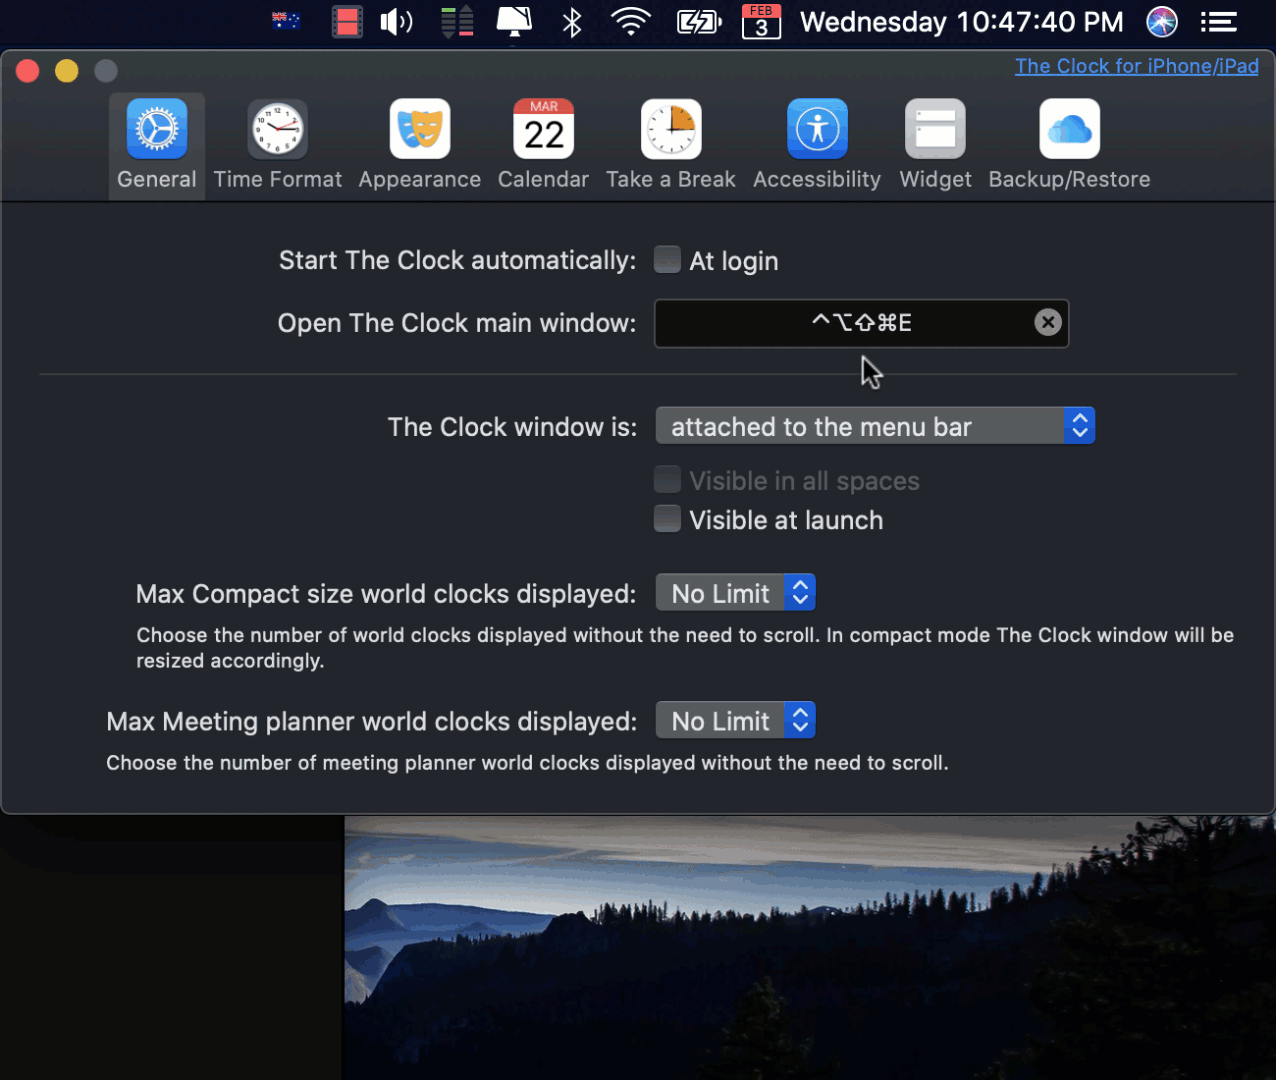 FEB
3
Wednesday 10:47:40 PM
The Clock for iPhone/iPad
MAR
22
General Time Format Appearance Calendar Take a Break Accessibility Widget Backup/Restore
Start The Clock automatically: At login
Open The Clock main window: ^⌥⇧⌘E
The Clock window is: attached to the menu bar
Visible in all spaces
Visible at launch
Max Compact size world clocks displayed: No Limit
Choose the number of world clocks displayed without the need to scroll. In compact mode The Clock window will be
resized accordingly.
Max Meeting planner world clocks displayed: No Limit
Choose the number of meeting planner world clocks displayed without the need to scroll.